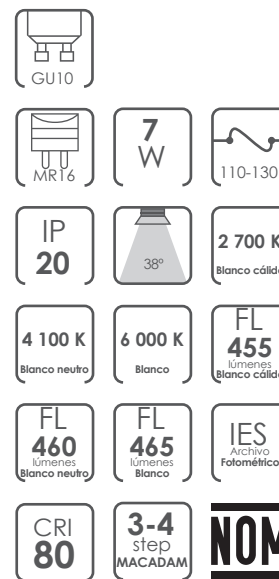 GU10
MR16
7
W
110-130
IP
20
38°
2 700 K
Blanco cálido
4 100 K
Blanco neutro
6 000 K
Blanco
FL
455
lúmenes
Blanco cálido
FL
460
lúmenes
Blanco neutro
FL
465
lúmenes
Blanco
IES
Archivo
Fotométrico
CRI
80
3-4
step
MACADAM
NOM